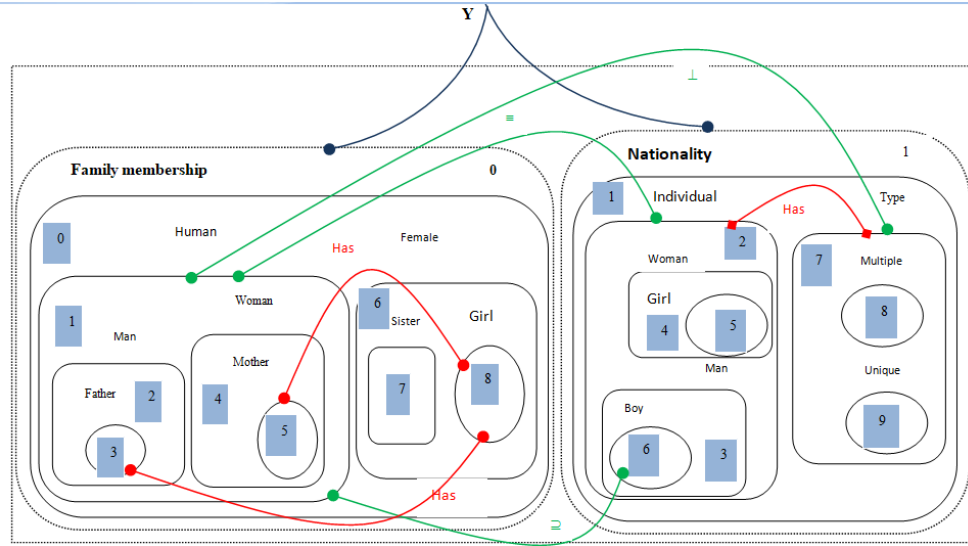 Y
⊥
≡
Family membership
0
Nationality
1
0
Human
Female
1
Individual
Type
Has
Has
2
Woman
6
Woman
7
Multiple
1
Man
Sister
Girl
Girl
4
5
8
Mother
Father
2
4
7
8
Man
Unique
3
5
Boy
6
3
9
Has
⊇